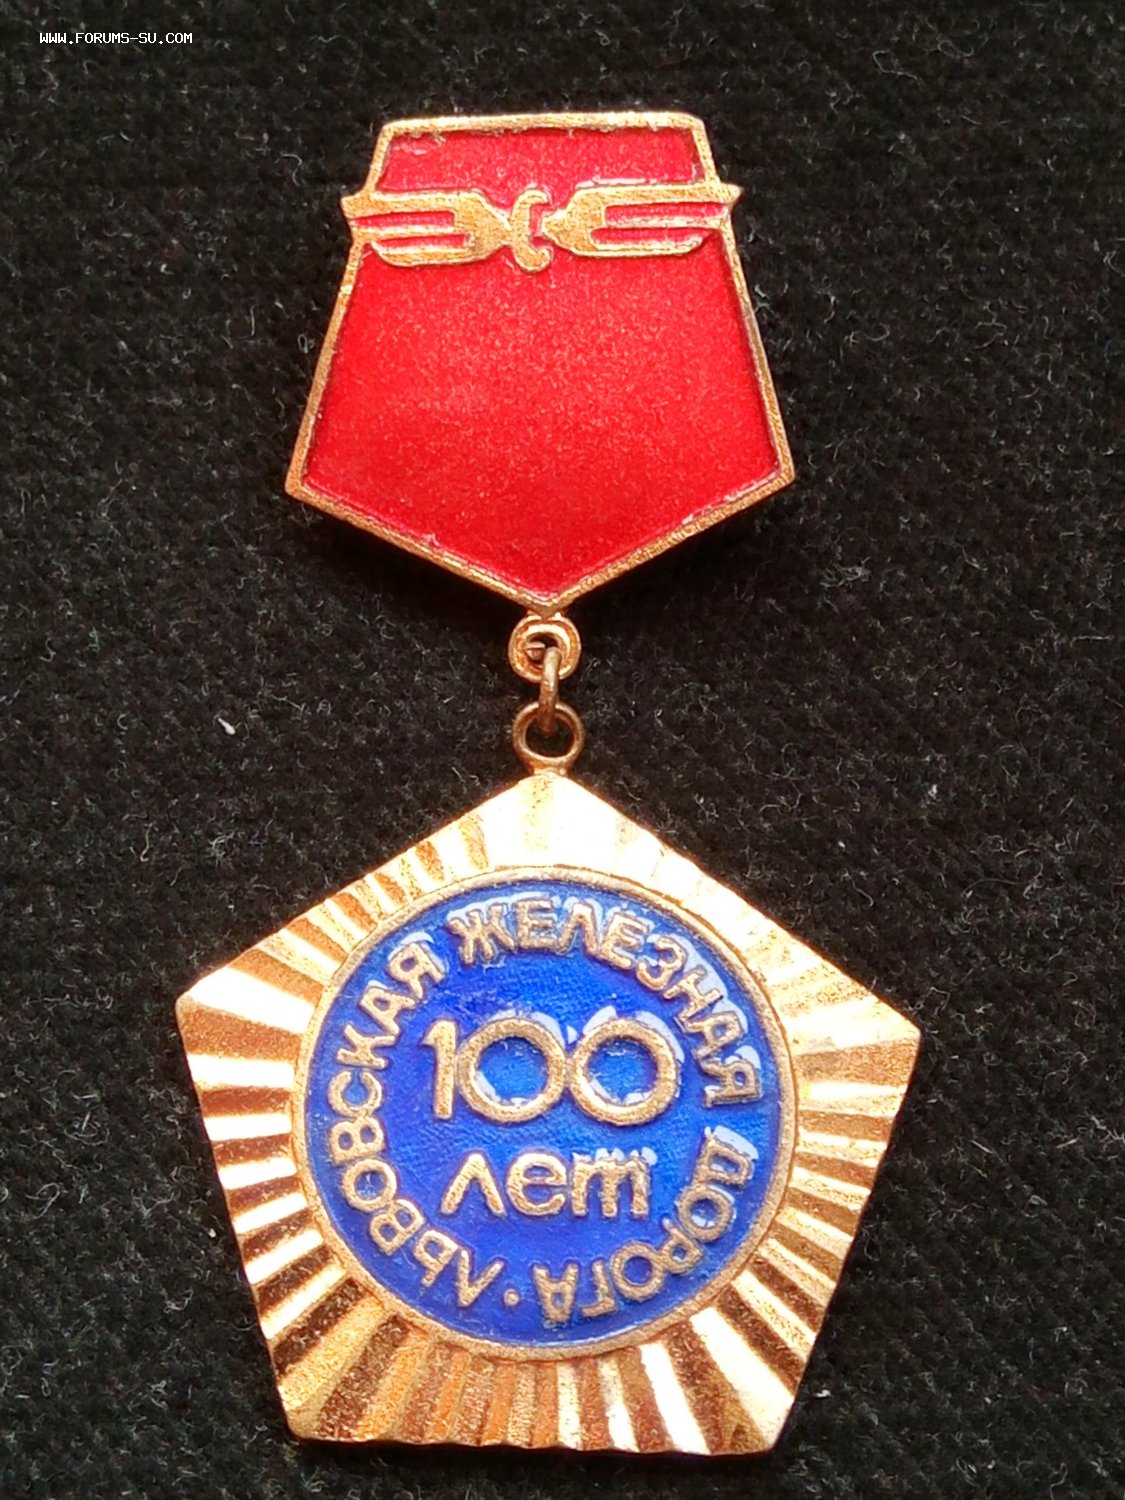 WWW.FORUMS-SU.COM
ЛЬВОВСКАЯ ЖЕЛЕЗНАЯ ДОРОГА •
100
лет